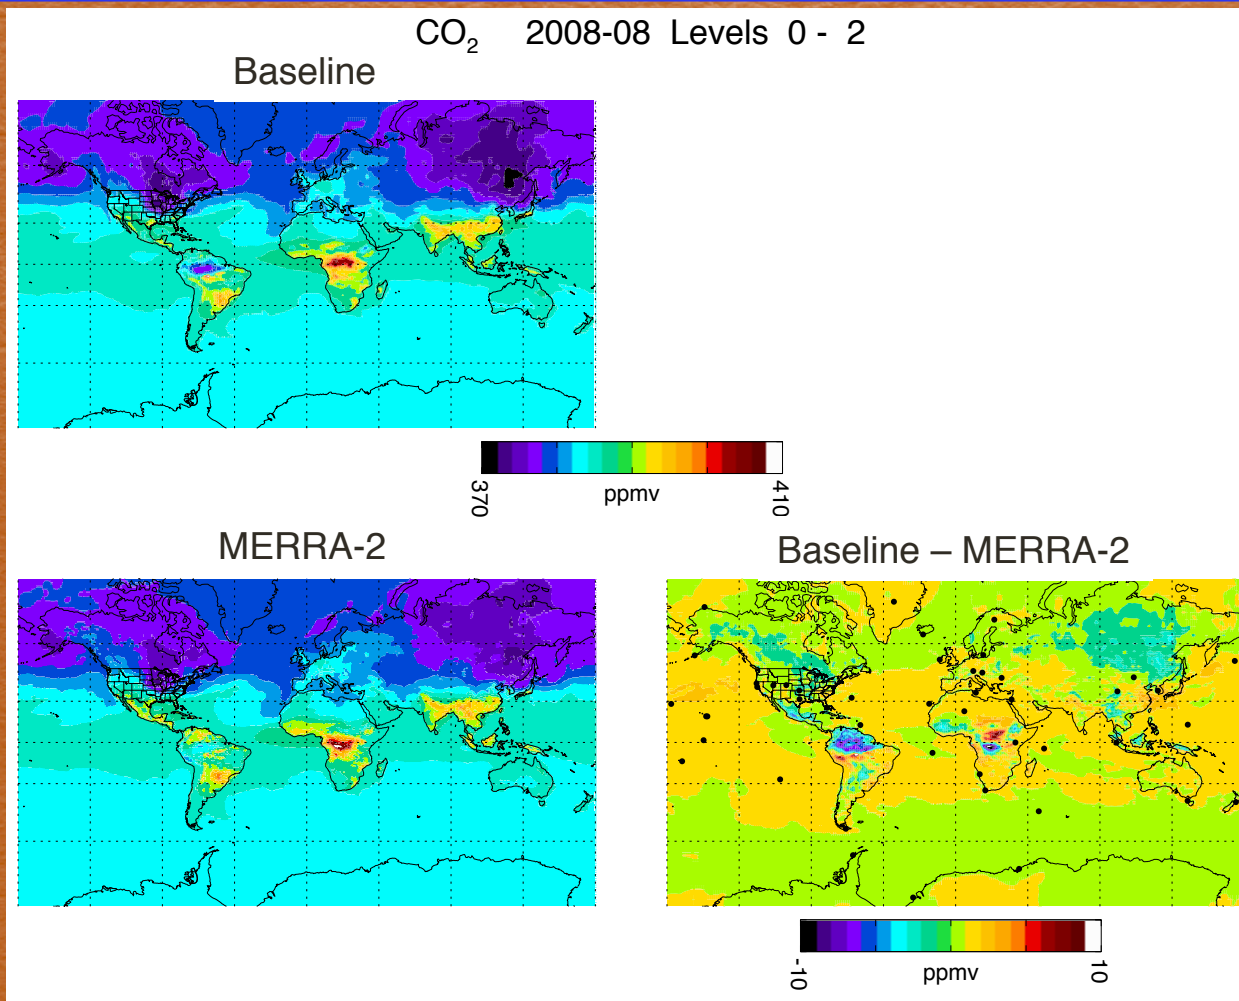 CO₂ 2008-08 Levels 0 - 2
Baseline
370
ppmv
410
MERRA-2
Baseline – MERRA-2
-10
ppmv
10